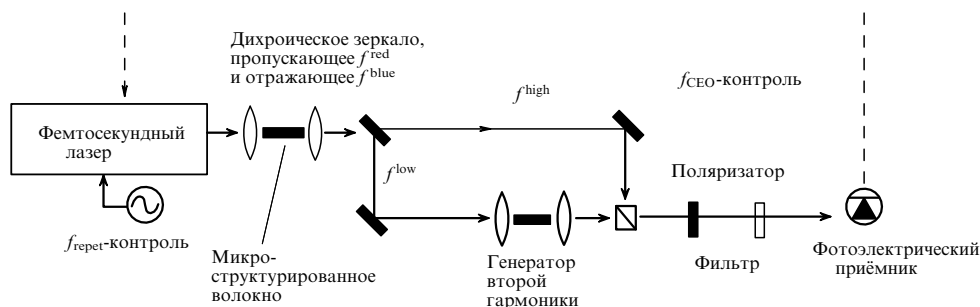 Дихроическое зеркало,
пропускающее f^red
и отражающее f^blue
f^high
f_CEO-контроль
Фемтосекундный
лазер
f^low
Поляризатор
f_repet-контроль
Микро-
структурированное
волокно
Генератор
второй
гармоники
Фильтр
Фотоэлектрический
приёмник